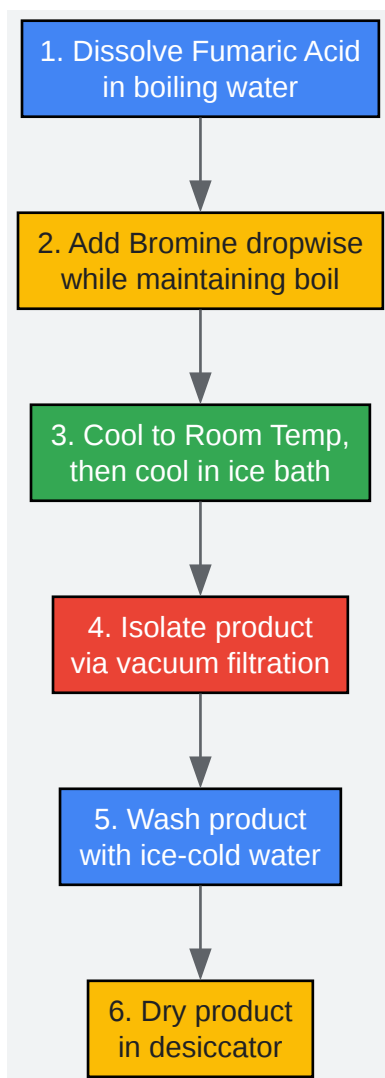 1. Dissolve Fumaric Acid
in boiling water
2. Add Bromine dropwise
while maintaining boil
3. Cool to Room Temp,
then cool in ice bath
4. Isolate product
via vacuum filtration
5. Wash product
with ice-cold water
6. Dry product
in desiccator